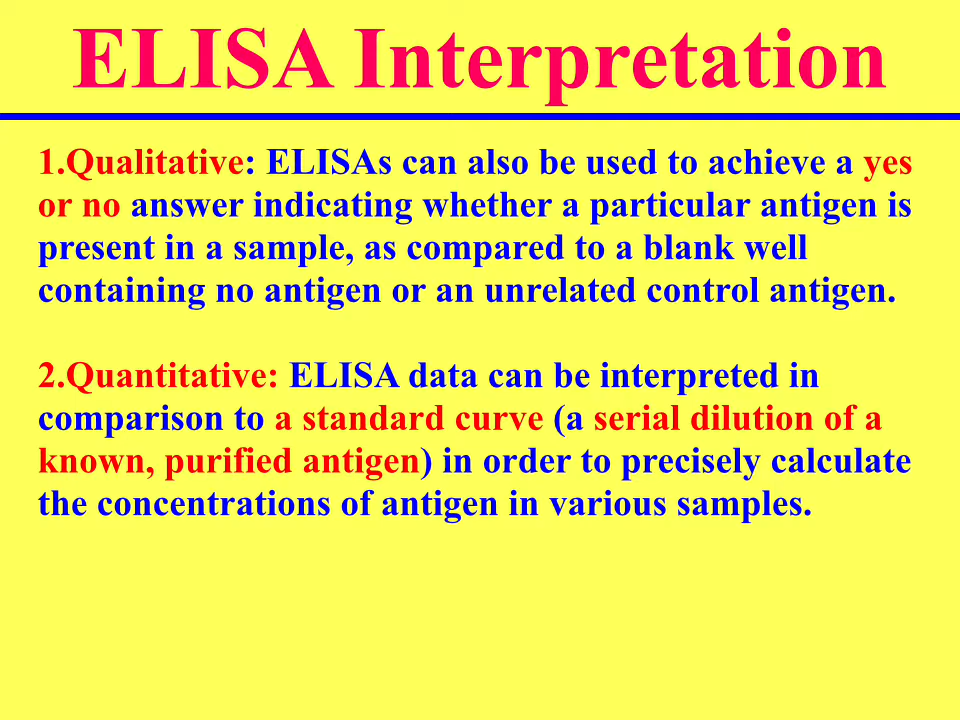 ELISA Interpretation
1.Qualitative: ELISAs can also be used to achieve a yes
or no answer indicating whether a particular antigen is
present in a sample, as compared to a blank well
containing no antigen or an unrelated control antigen.
2.Quantitative: ELISA data can be interpreted in
comparison to a standard curve (a serial dilution of a
known, purified antigen) in order to precisely calculate
the concentrations of antigen in various samples.